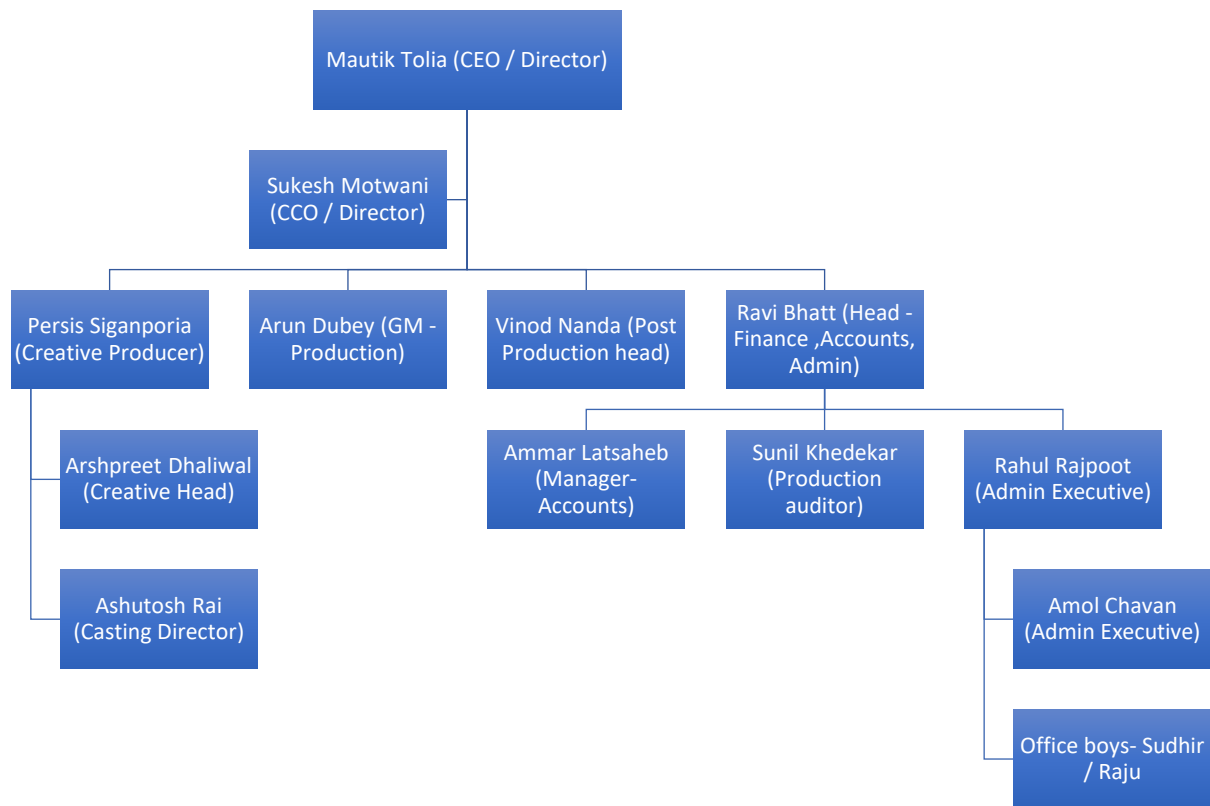 Mautik Tolia (CEO / Director)
Sukesh Motwani
(CCO / Director)
Persis Siganporia
(Creative Producer)
Arun Dubey (GM -
Production)
Vinod Nanda (Post
Production head)
Ravi Bhatt (Head -
Finance ,Accounts,
Admin)
Arshpreet Dhaliwal
(Creative Head)
Ashutosh Rai
(Casting Director)
Ammar Latsaheb
(Manager-
Accounts)
Sunil Khedekar
(Production
auditor)
Rahul Rajpoot
(Admin Executive)
Amol Chavan
(Admin Executive)
Office boys- Sudhir
/ Raju